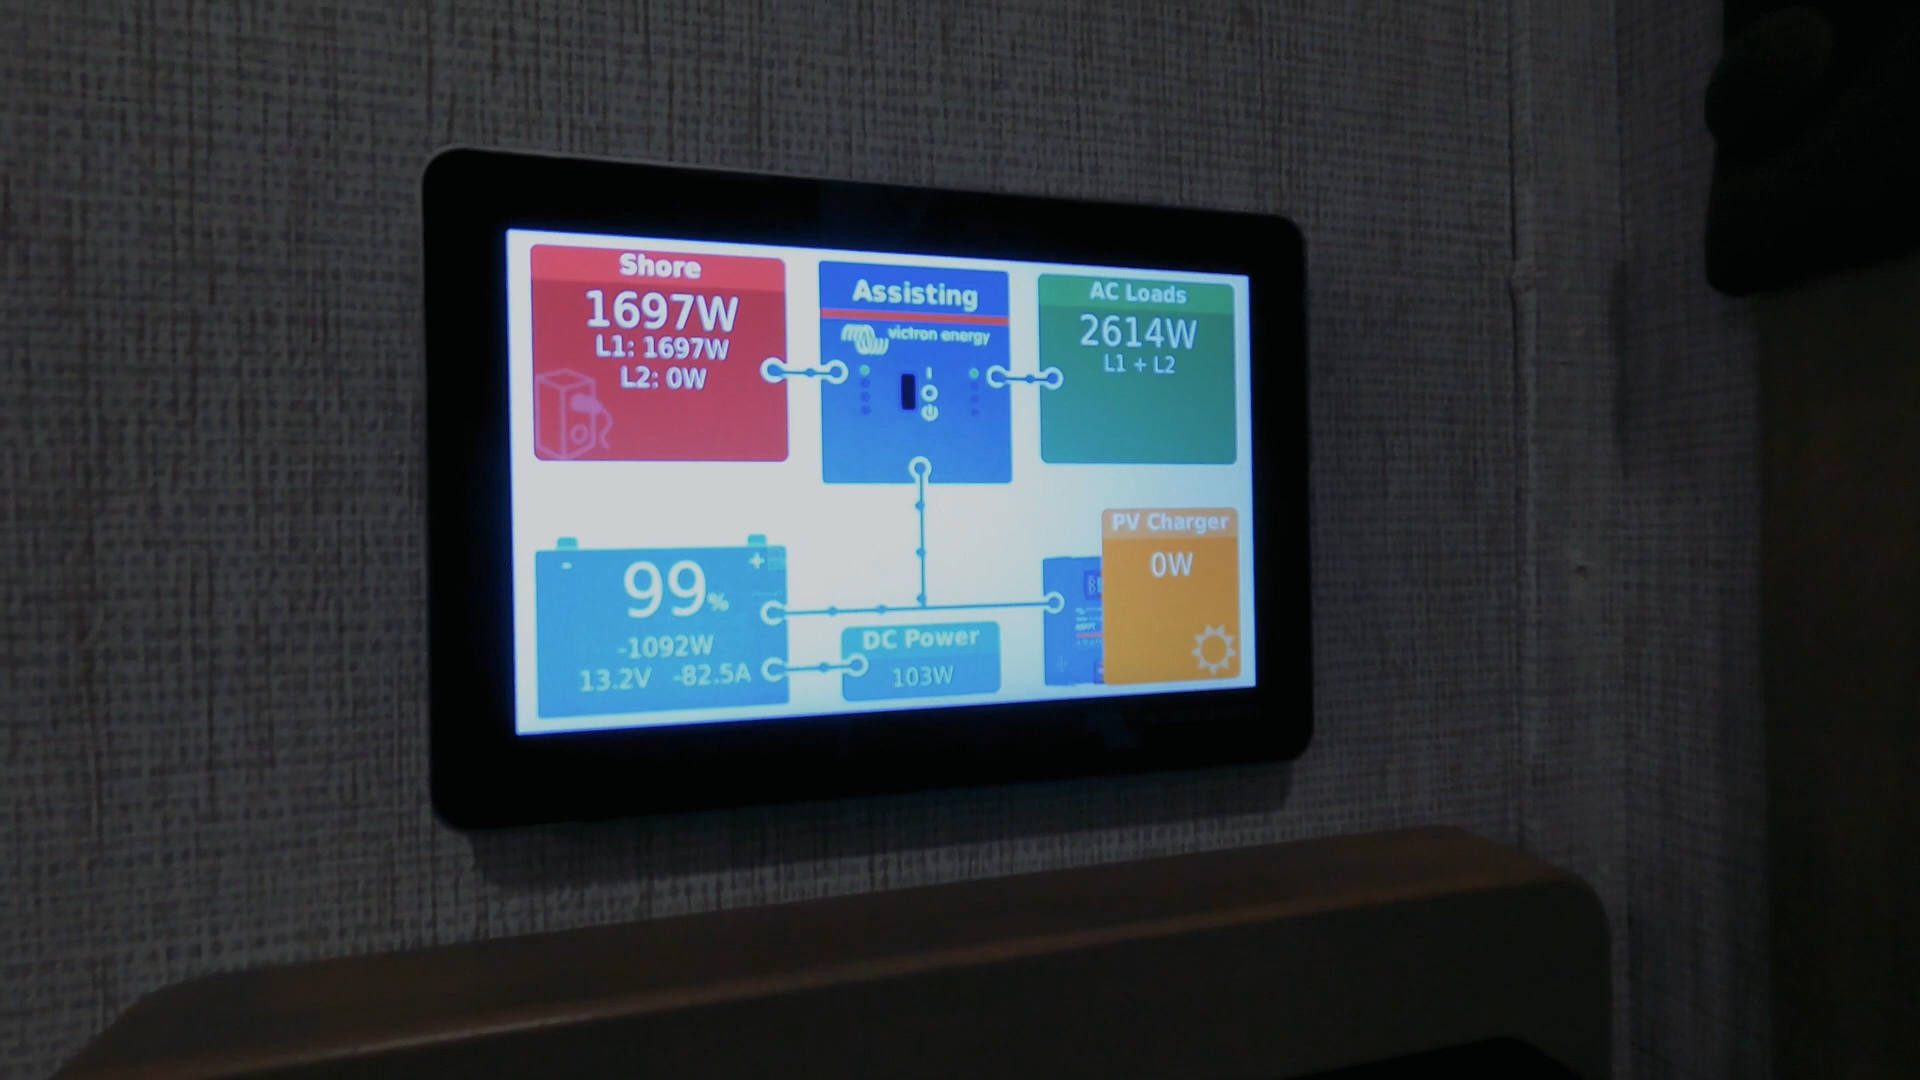 Shore
1697W
L1: 1697W
L2: 0W
Assisting
victron energy
AC Loads
2614W
L1 + L2
99%
-1092W
13.2V -82.5A
DC Power
103W
PV Charger
0W